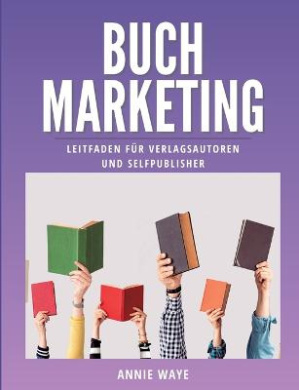 BUCH
MARKETING
LEITFADEN FÜR VERLAGSAUTOREN
UND SELFPUBLISHER
ANNIE WAYE